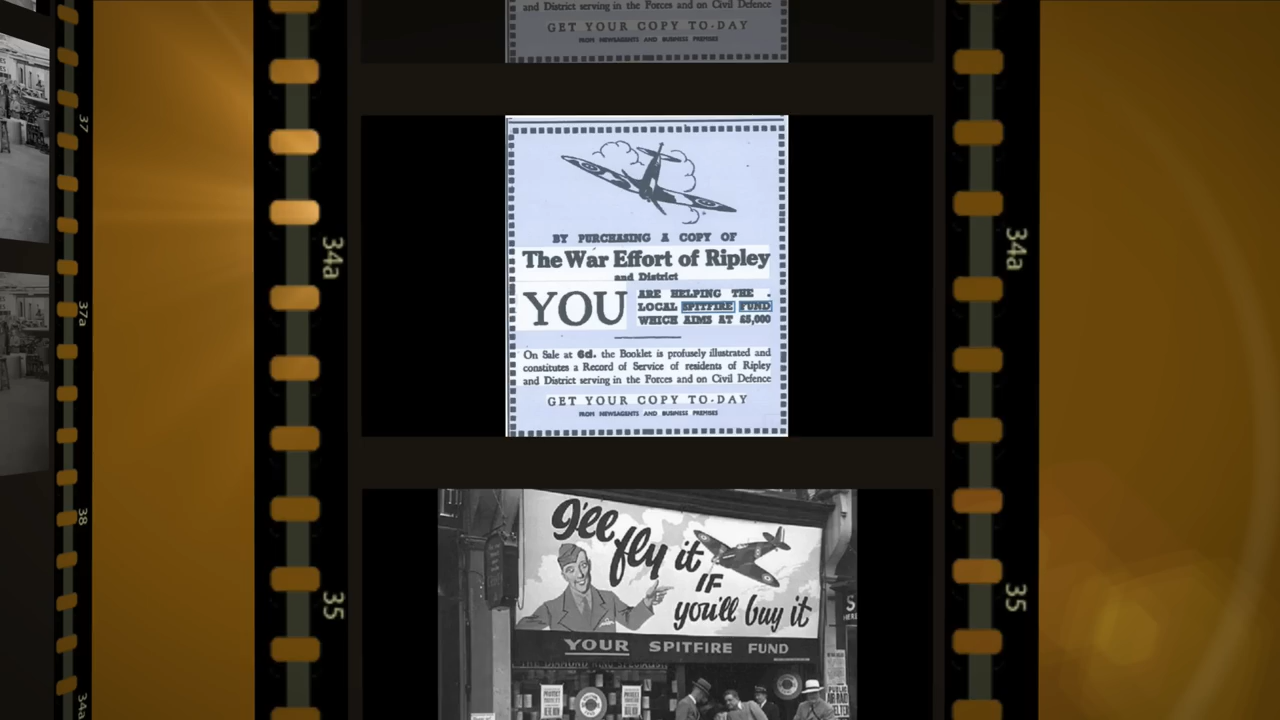 and District serving in the Forces and on Civil Defence
GET YOUR COPY TO-DAY
FROM NEWSAGENTS AND BUSINESS PREMISES
BY PURCHASING A COPY OF
The War Effort of Ripley
and District
YOU
ARE HELPING THE
LOCAL SPITFIRE FUND
WHICH AIMS AT £5,000
On Sale at 6d. the Booklet is profusely illustrated and
constitutes a Record of Service of residents of Ripley
and District serving in the Forces and on Civil Defence
GET YOUR COPY TO-DAY
FROM NEWSAGENTS AND BUSINESS PREMISES
I'll
fly it
IF
you'll buy it
YOUR SPITFIRE FUND
PUBLIC
AIR RAID
SHELTER
37
37a
38
34a
34a
35
34a
35